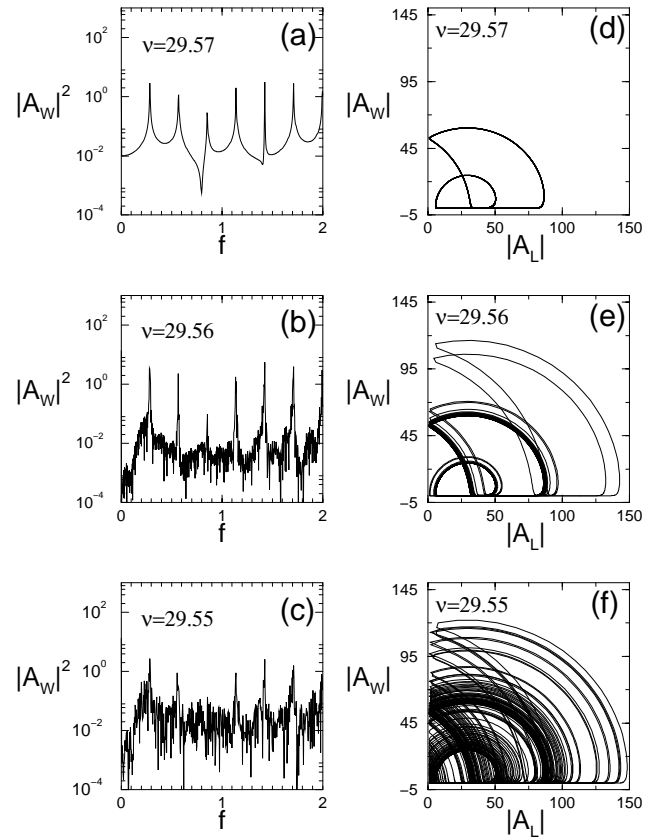 10²
10⁰
10⁻²
10⁻⁴
|A_W|²
ν=29.57
(a)
0
1
2
f
145
95
45
−5
|A_W|
ν=29.57
(d)
0
50
100
150
|A_L|
10²
10⁰
10⁻²
10⁻⁴
|A_W|²
ν=29.56
(b)
0
1
2
f
145
95
45
−5
|A_W|
ν=29.56
(e)
0
50
100
150
|A_L|
10²
10⁰
10⁻²
10⁻⁴
|A_W|²
ν=29.55
(c)
0
1
2
f
145
95
45
−5
|A_W|
ν=29.55
(f)
0
50
100
150
|A_L|